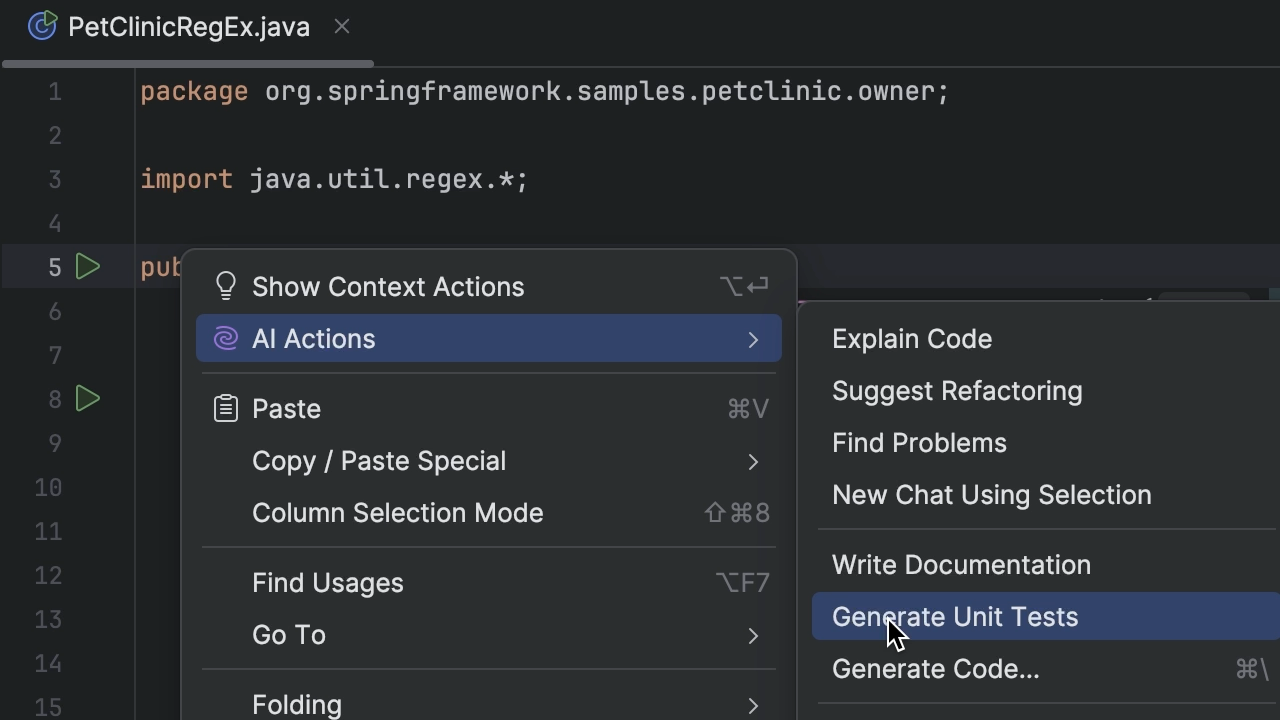 PetClinicRegEx.java
1 package org.springframework.samples.petclinic.owner;
2
3 import java.util.regex.*;
4
5 pub
6
7
8
9
10
11
12
13
14
15
Show Context Actions ⌥↩
AI Actions
Paste ⌘V
Copy / Paste Special
Column Selection Mode ⇧⌘8
Find Usages ⌥F7
Go To
Folding
Explain Code
Suggest Refactoring
Find Problems
New Chat Using Selection
Write Documentation
Generate Unit Tests
Generate Code... ⌘\